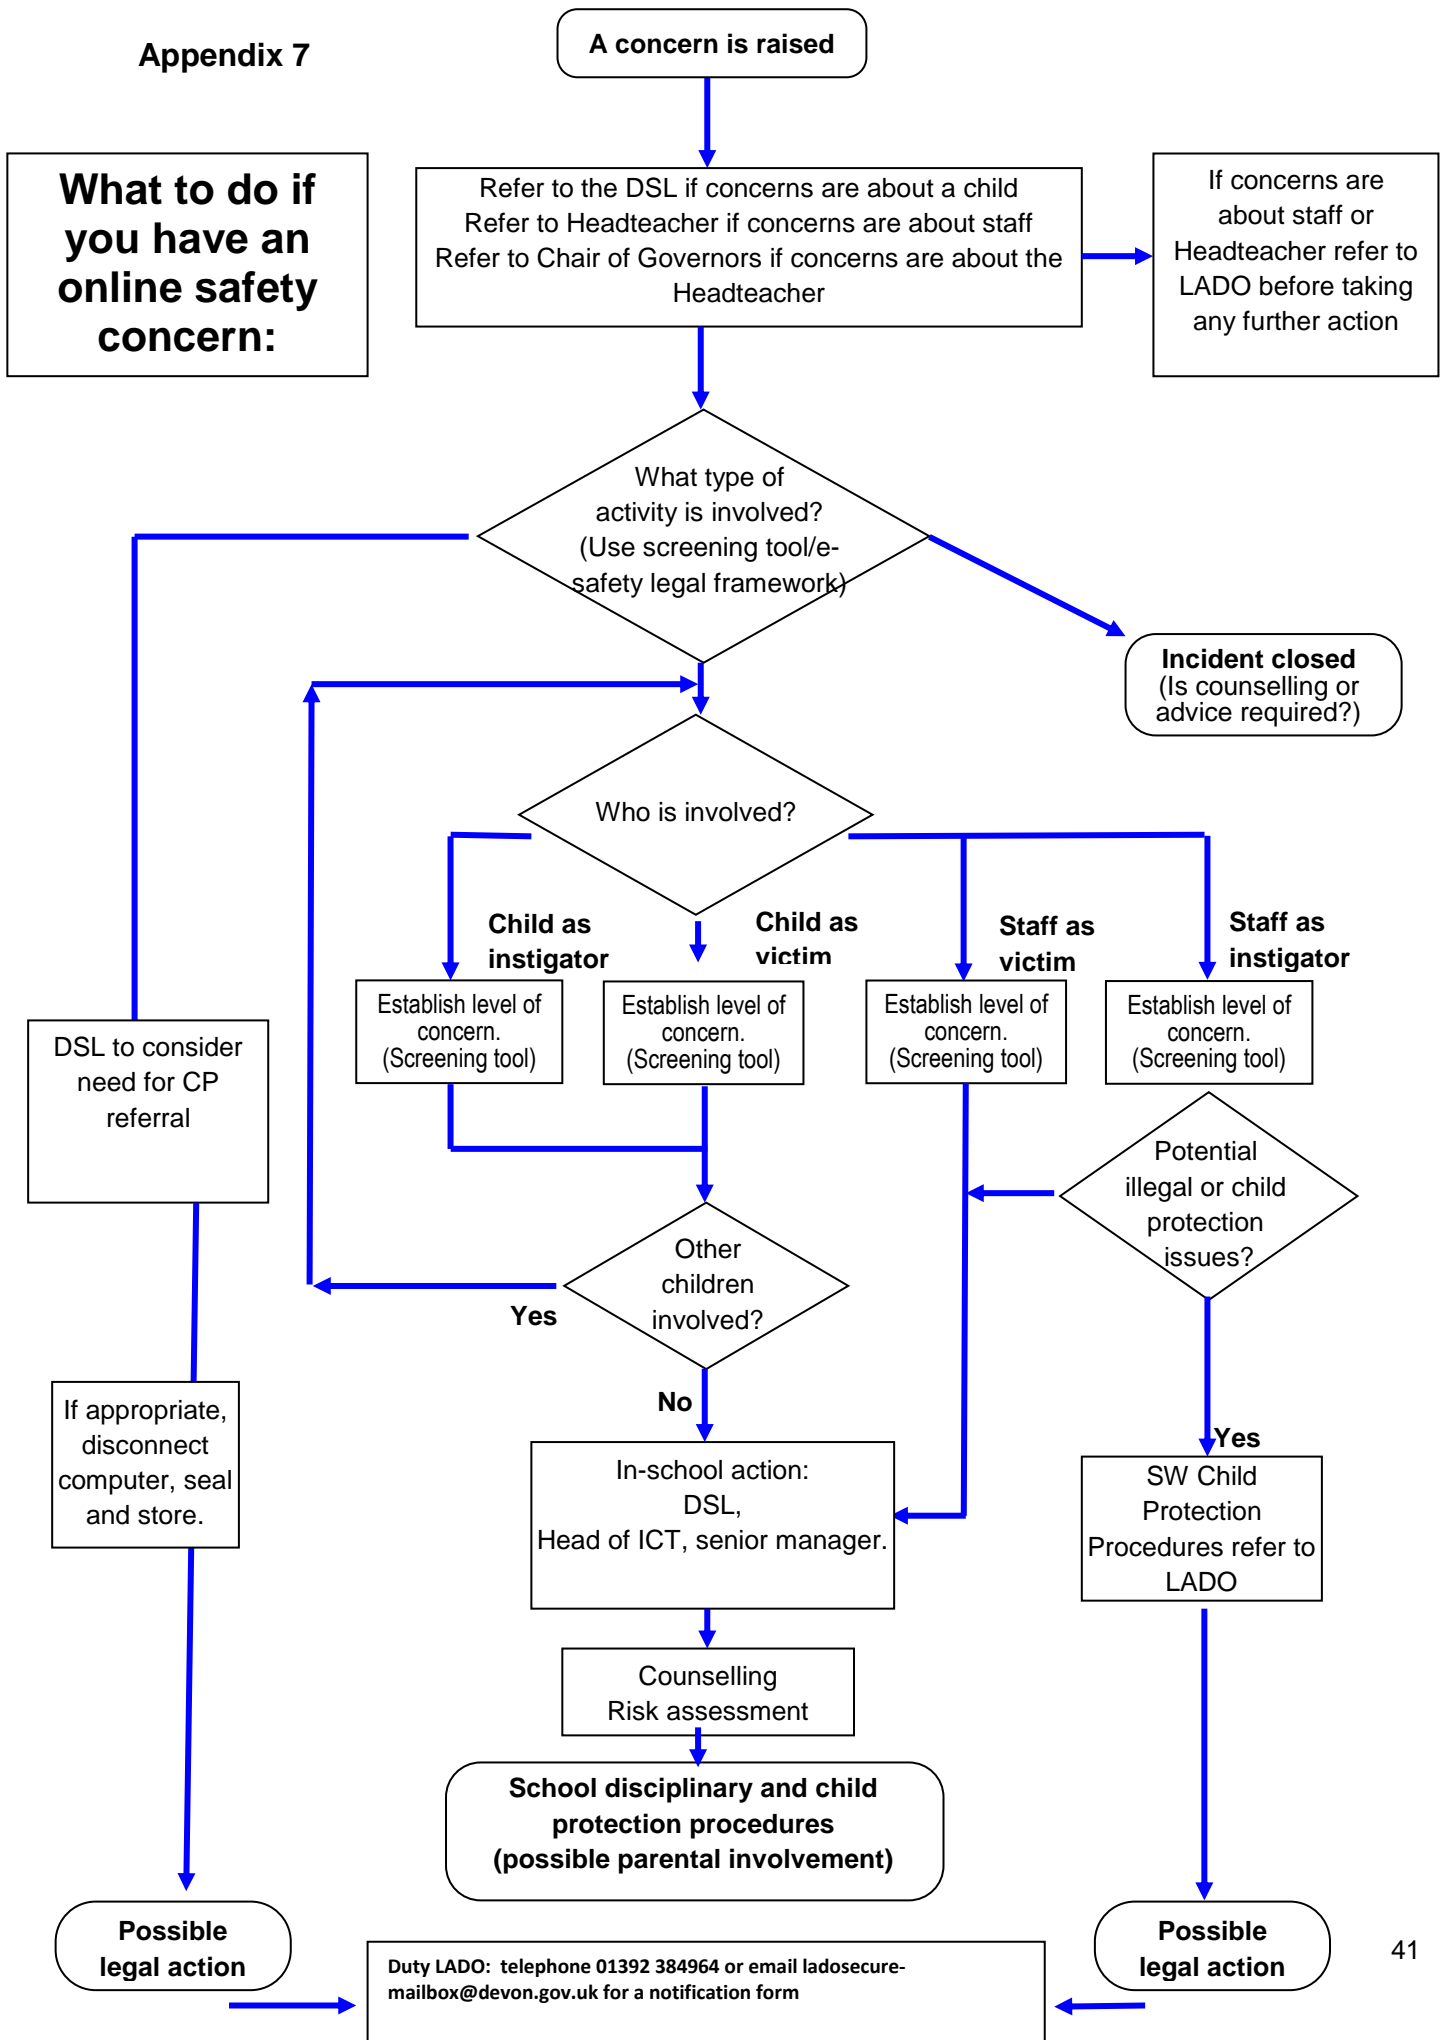 Appendix 7
A concern is raised
What to do if
you have an
online safety
concern:
Refer to the DSL if concerns are about a child
Refer to Headteacher if concerns are about staff
Refer to Chair of Governors if concerns are about the
Headteacher
If concerns are
about staff or
Headteacher refer to
LADO before taking
any further action
What type of
activity is involved?
(Use screening tool/e-
safety legal framework)
Incident closed
(Is counselling or
advice required?)
Who is involved?
Child as
instigator
Child as
victim
Staff as
victim
Staff as
instigator
Establish level of
concern.
(Screening tool)
Establish level of
concern.
(Screening tool)
Establish level of
concern.
(Screening tool)
Establish level of
concern.
(Screening tool)
DSL to consider
need for CP
referral
Potential
illegal or child
protection
issues?
Other
children
involved?
Yes
No
If appropriate,
disconnect
computer, seal
and store.
In-school action:
DSL,
Head of ICT, senior manager.
Yes
SW Child
Protection
Procedures refer to
LADO
Counselling
Risk assessment
School disciplinary and child
protection procedures
(possible parental involvement)
Possible
legal action
Possible
legal action
Duty LADO:  telephone 01392 384964 or email ladosecure-
mailbox@devon.gov.uk for a notification form
41